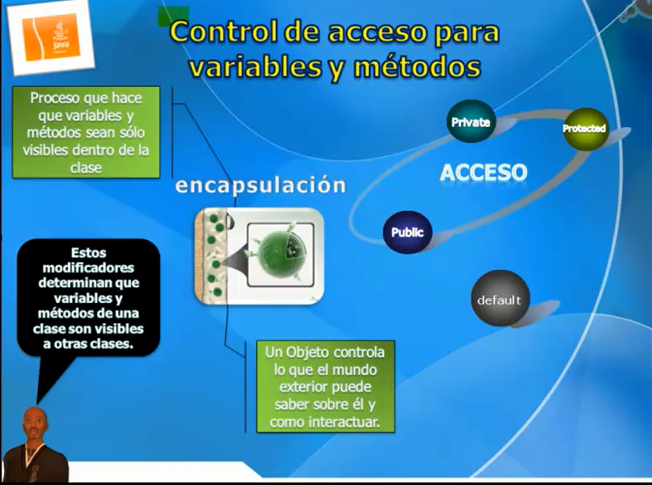 Control de acceso para
variables y métodos
Java
Proceso que hace
que variables y
métodos sean sólo
visibles dentro de la
clase
encapsulación
Private
Protected
ACCESO
Public
default
Estos
modificadores
determinan que
variables y
métodos de una
clase son visibles
a otras clases.
Un Objeto controla
lo que el mundo
exterior puede
saber sobre él y
como interactuar.